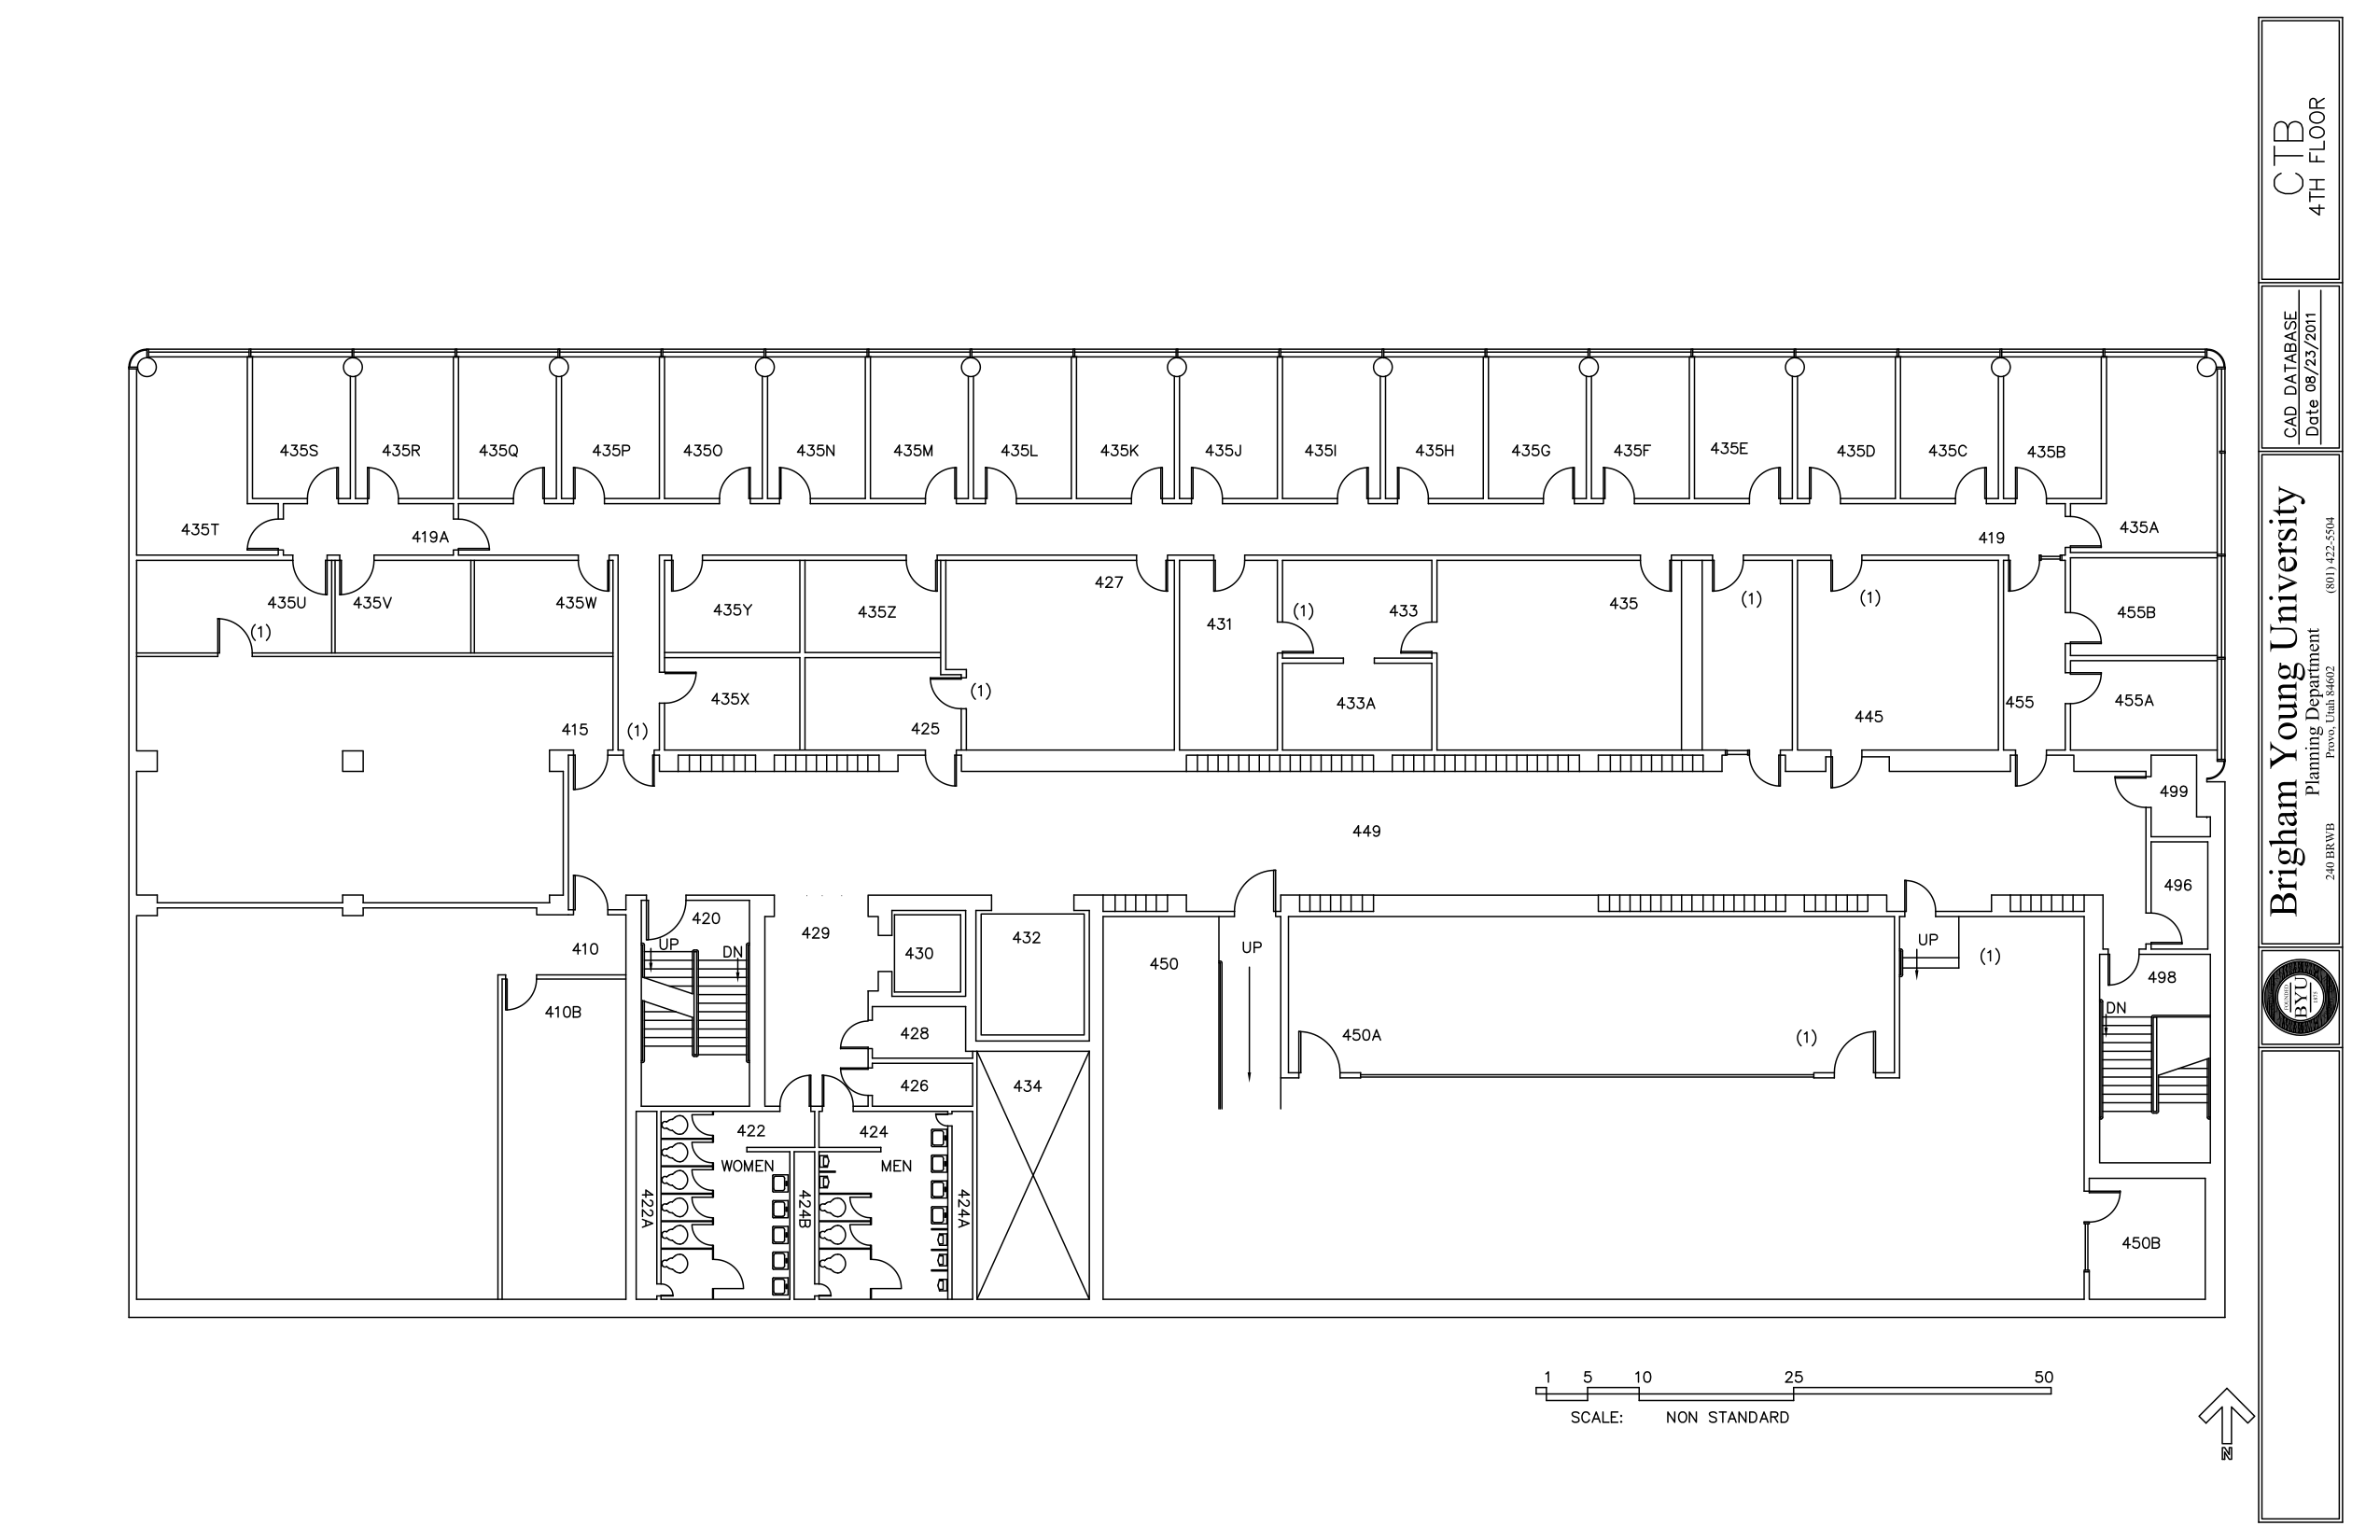 435S
435R
435Q
435P
435O
435N
435M
435L
435K
435J
435I
435H
435G
435F
435E
435D
435C
435B
435T
419A
419
435A
435U
435V
435W
435Y
435Z
427
431
(1)
433
435
(1)
(1)
455B
(1)
435X
(1)
433A
455
455A
415
(1)
425
445
499
449
496
420
UP
DN
429
430
432
450
UP
UP
(1)
498
410
410B
428
450A
(1)
DN
426
434
422
424
WOMEN
MEN
422A
424B
424A
450B
1 5 10 25 50
SCALE: NON STANDARD
N
CTB
4TH FLOOR
CAD DATABASE
Date 08/23/2011
Brigham Young University
Planning Department
240 BRWB Provo, Utah 84602 (801) 422-5504
FOUNDED
BYU
1875